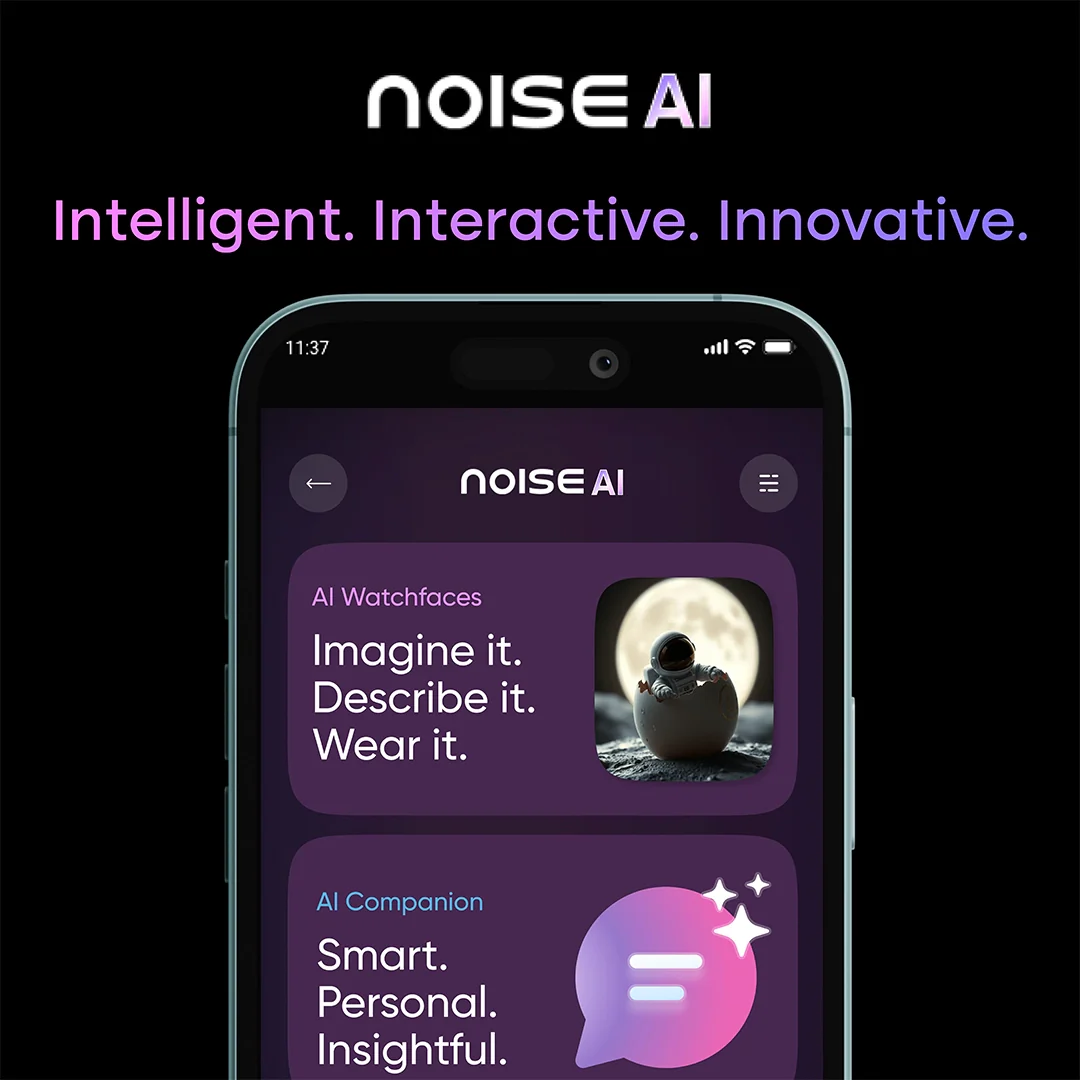 NOISE AI
Intelligent. Interactive. Innovative.
11:37
NOISE AI
AI Watchfaces
Imagine it.
Describe it.
Wear it.
AI Companion
Smart.
Personal.
Insightful.